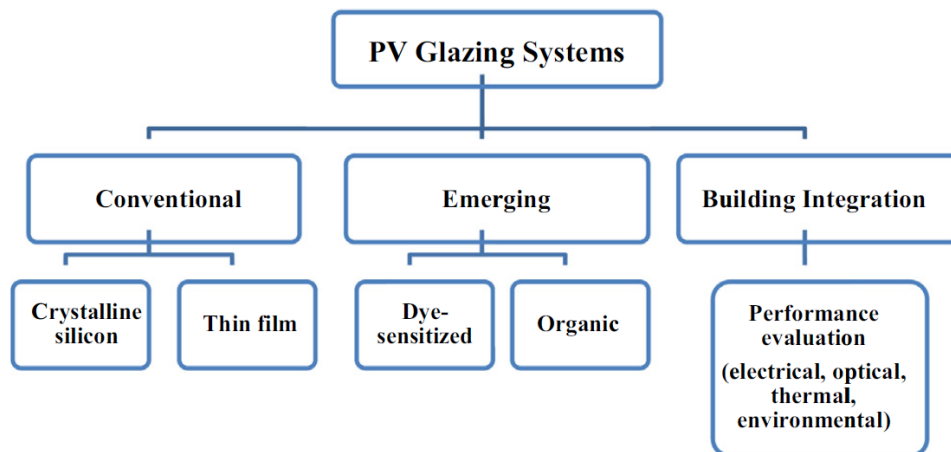 PV Glazing Systems
Conventional
Emerging
Building Integration
Crystalline
silicon
Thin film
Dye-
sensitized
Organic
Performance
evaluation
(electrical, optical,
thermal,
environmental)